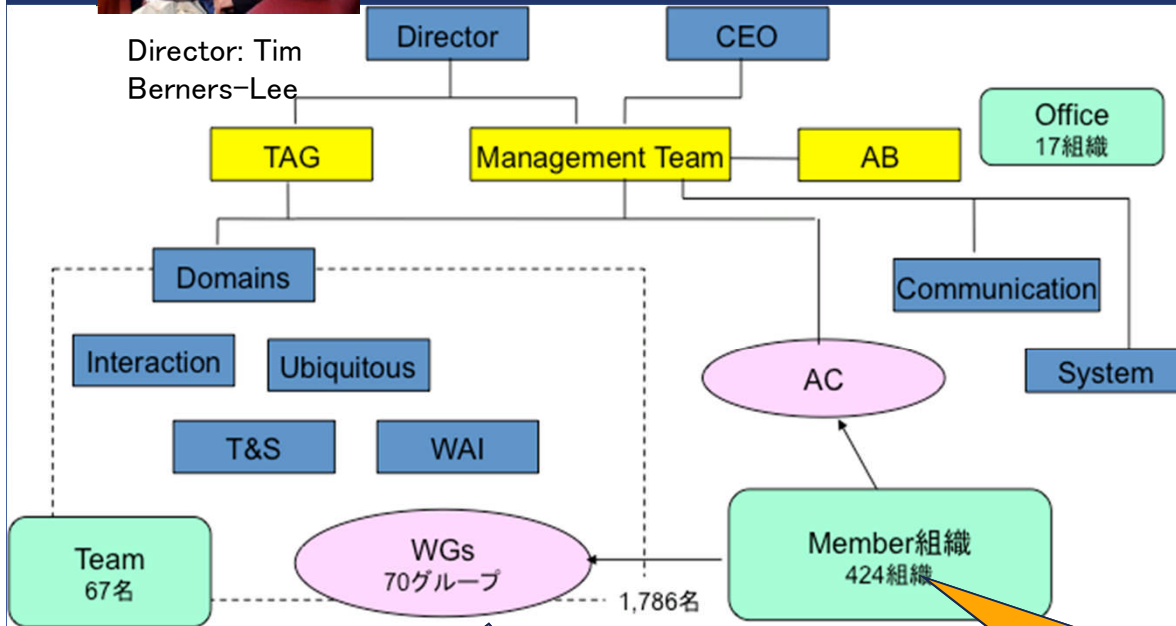 Director: Tim
Berners-Lee
Director
CEO
Office
17組織
TAG
Management Team
AB
Domains
Communication
Interaction
Ubiquitous
AC
System
T&S
WAI
Team
67名
WGs
70グループ
1,786名
Member組織
424組織